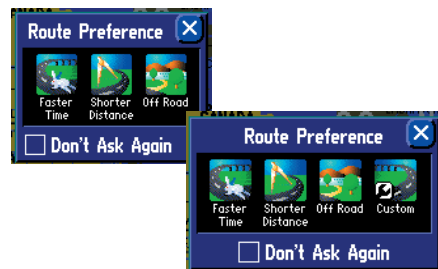 Route Preference
Faster Time
Shorter Distance
Off Road
Don't Ask Again
Route Preference
Faster Time
Shorter Distance
Off Road
Custom
Don't Ask Again